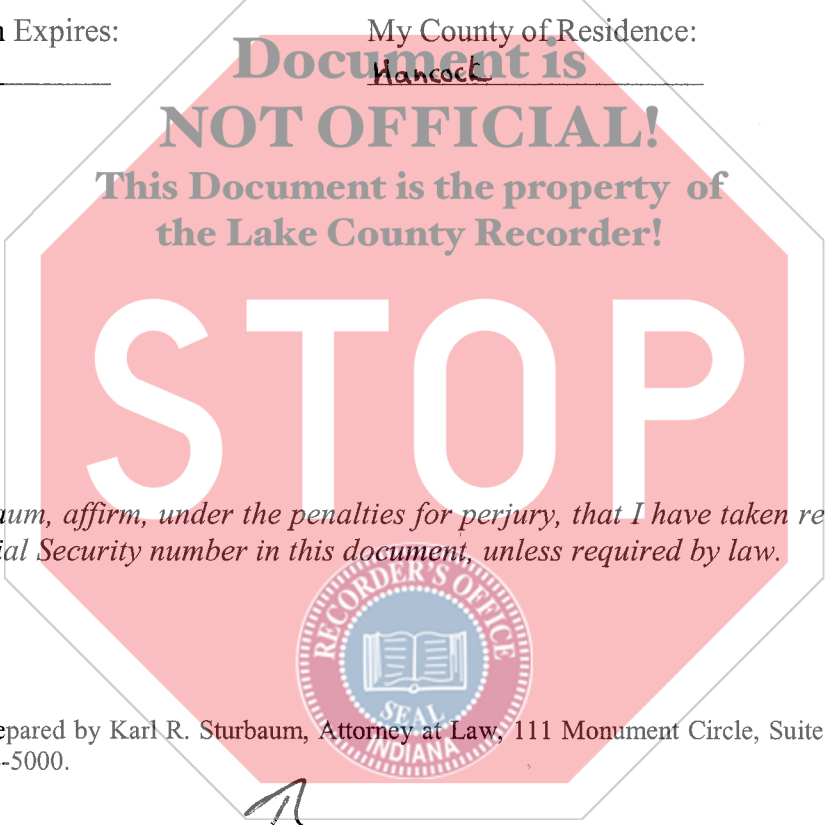 n Expires:
My County of Residence:
Document is
Hancock
NOT OFFICIAL!
This Document is the property of
the Lake County Recorder!
STOP
aum, affirm, under the penalties for perjury, that I have taken re
ial Security number in this document, unless required by law.
RECORDER'S OFFICE
SEAL
INDIANA
epared by Karl R. Sturbaum, Attorney at Law, 111 Monument Circle, Suite
-5000.